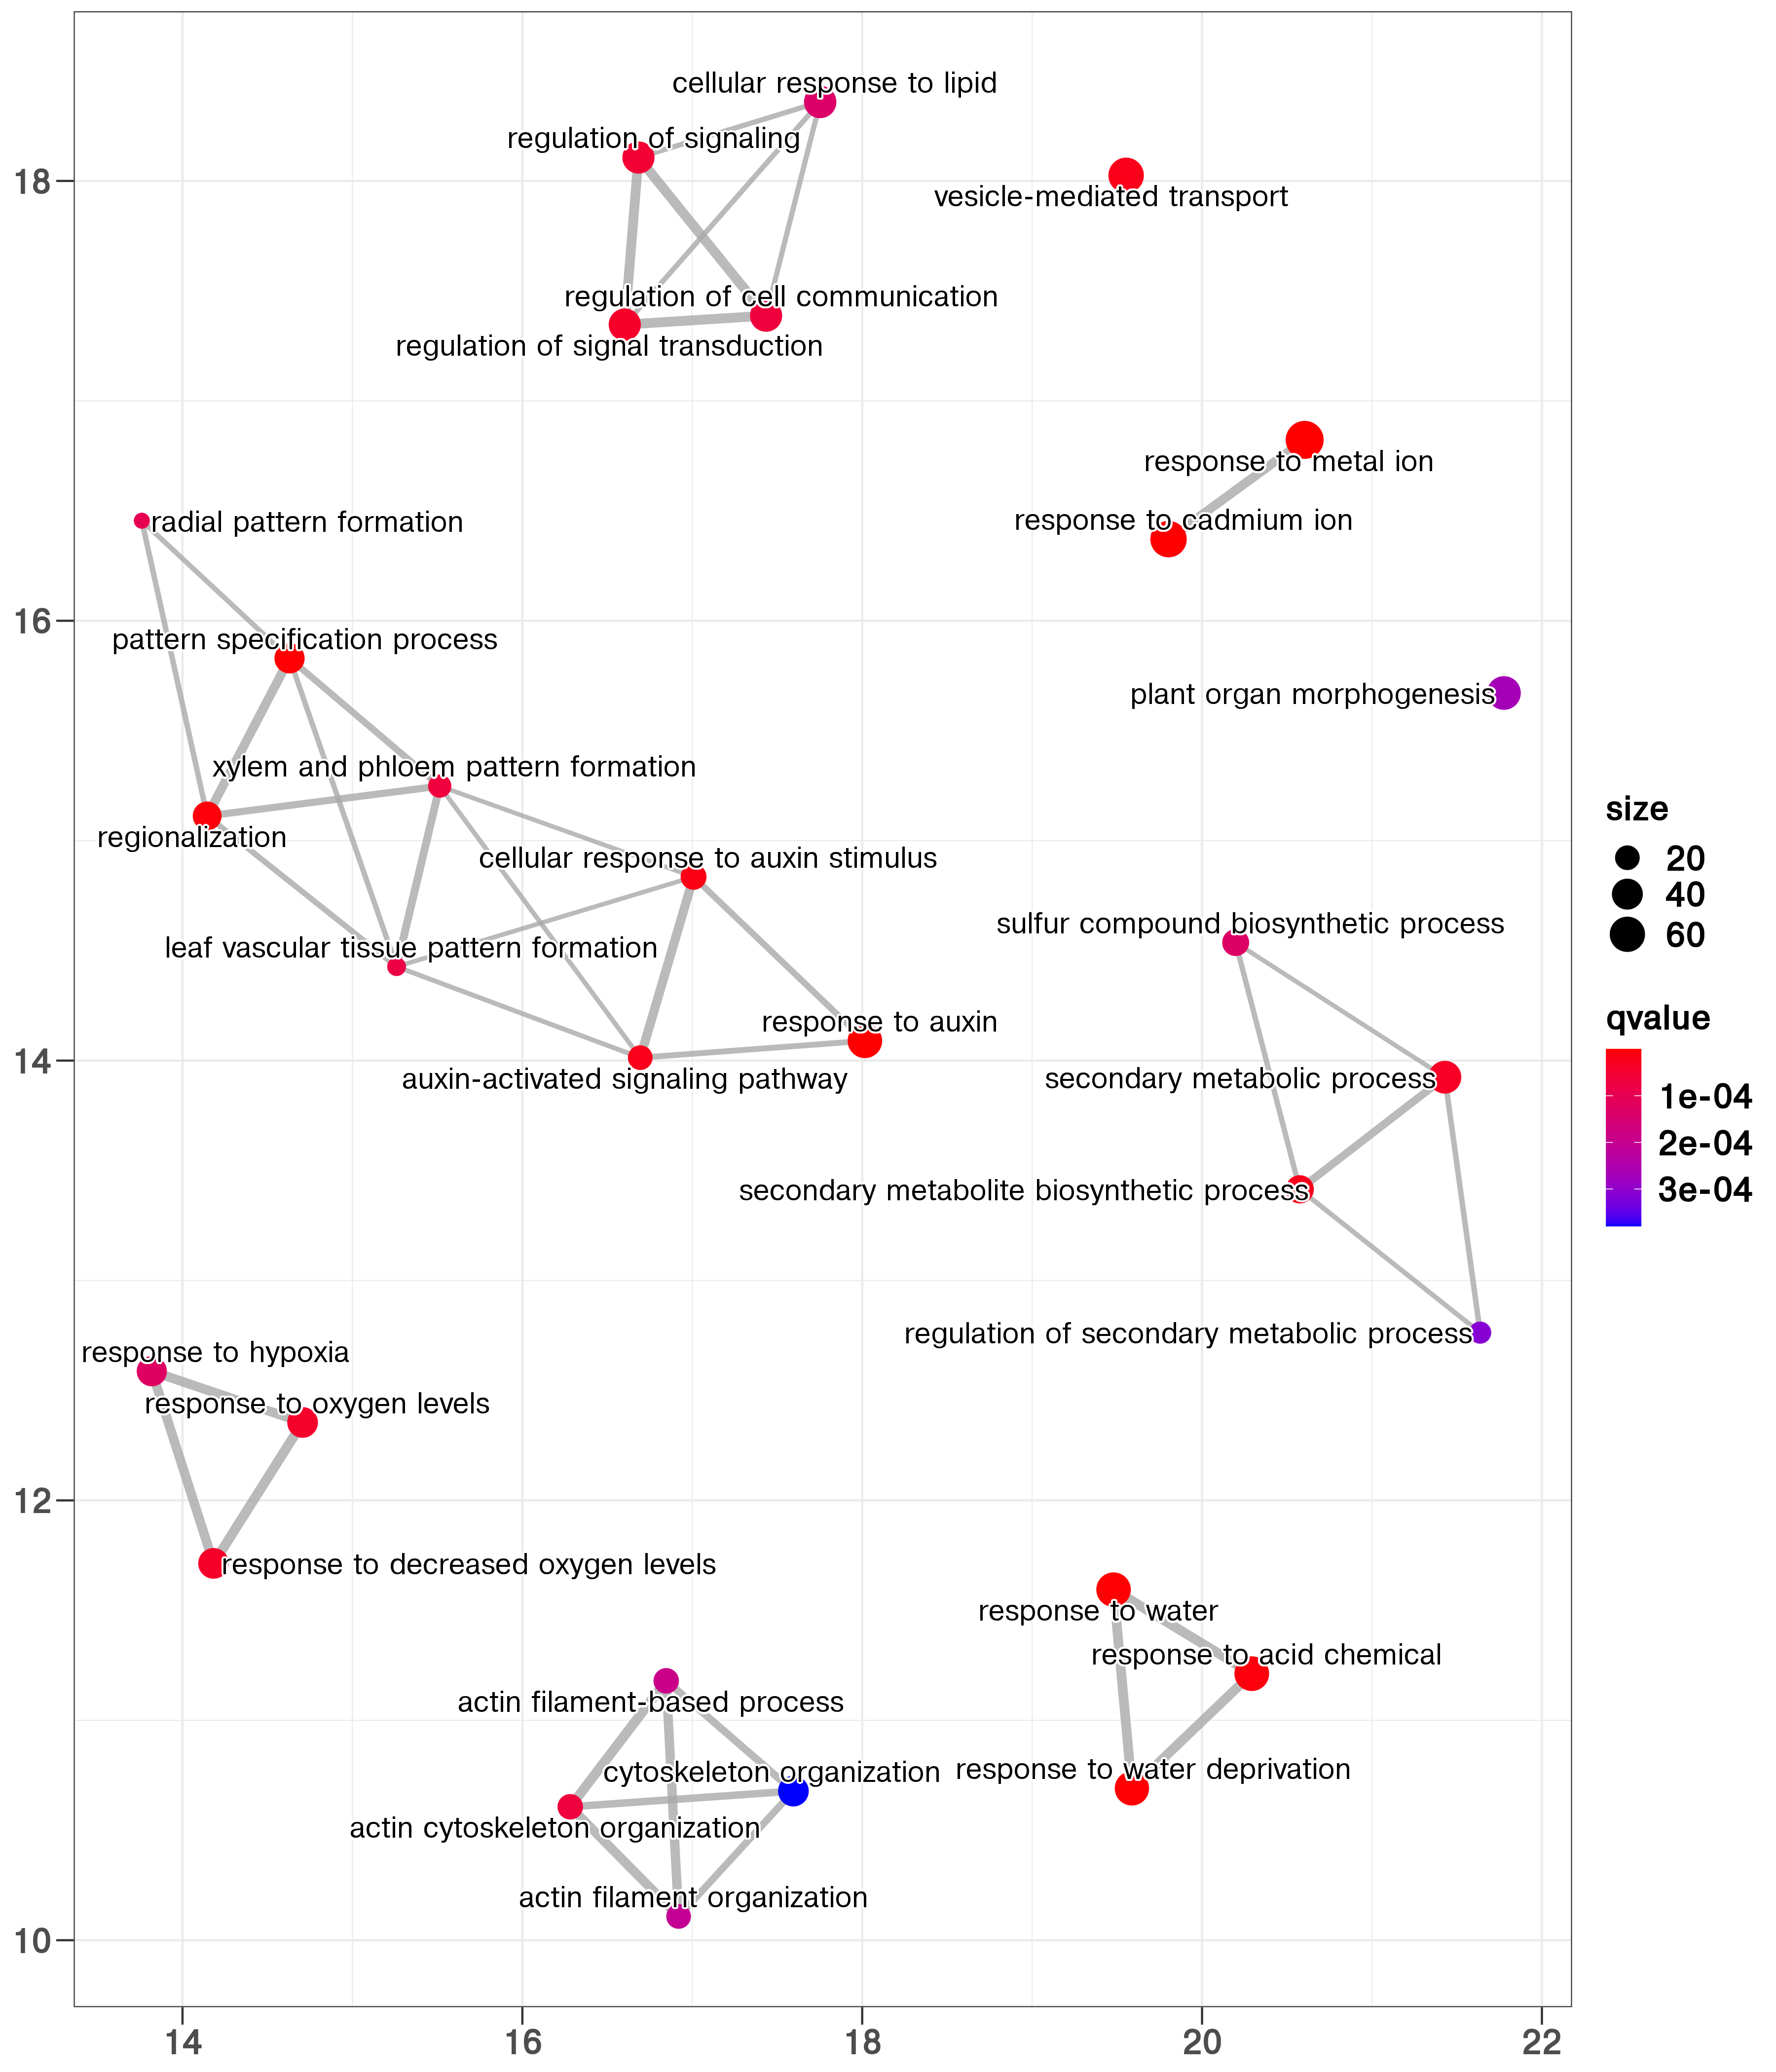 cellular response to lipid
regulation of signaling
18
vesicle-mediated transport
regulation of cell communication
regulation of signal transduction
response to metal ion
response to cadmium ion
radial pattern formation
16
pattern specification process
plant organ morphogenesis
xylem and phloem pattern formation
regionalization
cellular response to auxin stimulus
size
20
40
60
sulfur compound biosynthetic process
leaf vascular tissue pattern formation
response to auxin
qvalue
1e-04
2e-04
3e-04
14
auxin-activated signaling pathway
secondary metabolic process
secondary metabolite biosynthetic process
regulation of secondary metabolic process
response to hypoxia
response to oxygen levels
12
response to decreased oxygen levels
response to water
response to acid chemical
actin filament-based process
cytoskeleton organization
response to water deprivation
actin cytoskeleton organization
actin filament organization
10
14
16
18
20
22